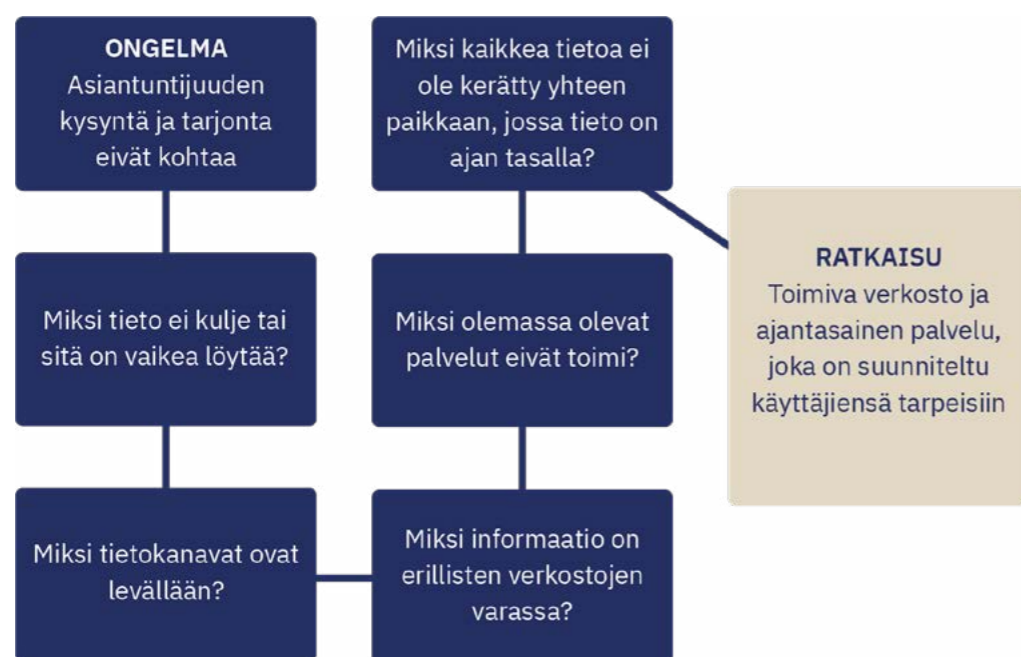 ONGELMA
Asiantuntijuuden
kysyntä ja tarjonta
eivät kohtaa
Miksi tieto ei kulje tai
sitä on vaikea löytää?
Miksi tietokanavat ovat
levällään?
Miksi informaatio on
erillisten verkostojen
varassa?
Miksi olemassa olevat
palvelut eivät toimi?
Miksi kaikkea tietoa ei
ole kerätty yhteen
paikkaan, jossa tieto on
ajan tasalla?
RATKAISU
Toimiva verkosto ja
ajantasainen palvelu,
joka on suunniteltu
käyttäjiensä tarpeisiin